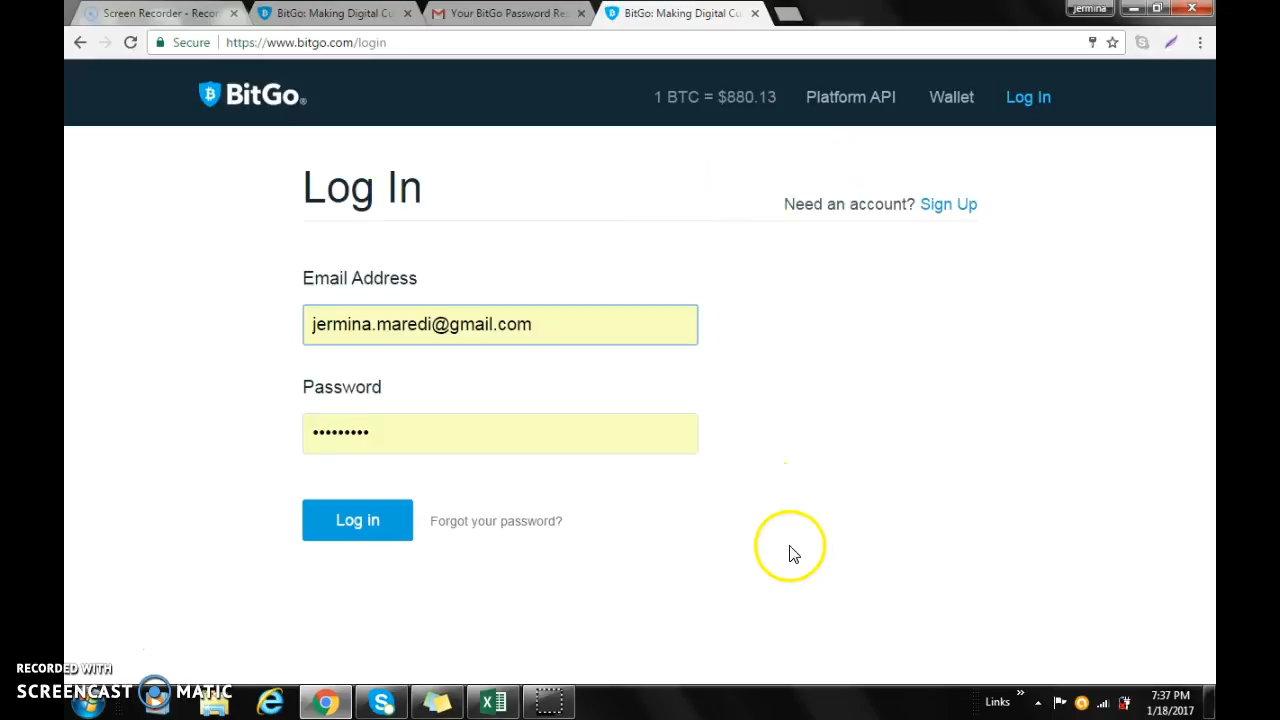 Screen Recorder - Recor
BitGo: Making Digital Cu
Your BitGo Password Re
BitGo: Making Digital Cu
jermina
Secure
https://www.bitgo.com/login
BitGo®
1 BTC = $880.13
Platform API
Wallet
Log In
Log In
Need an account? Sign Up
Email Address
jermina.maredi@gmail.com
Password
•••••••••
Log in
Forgot your password?
RECORDED WITH
SCREENCAST MATIC
Links
7:37 PM
1/18/2017